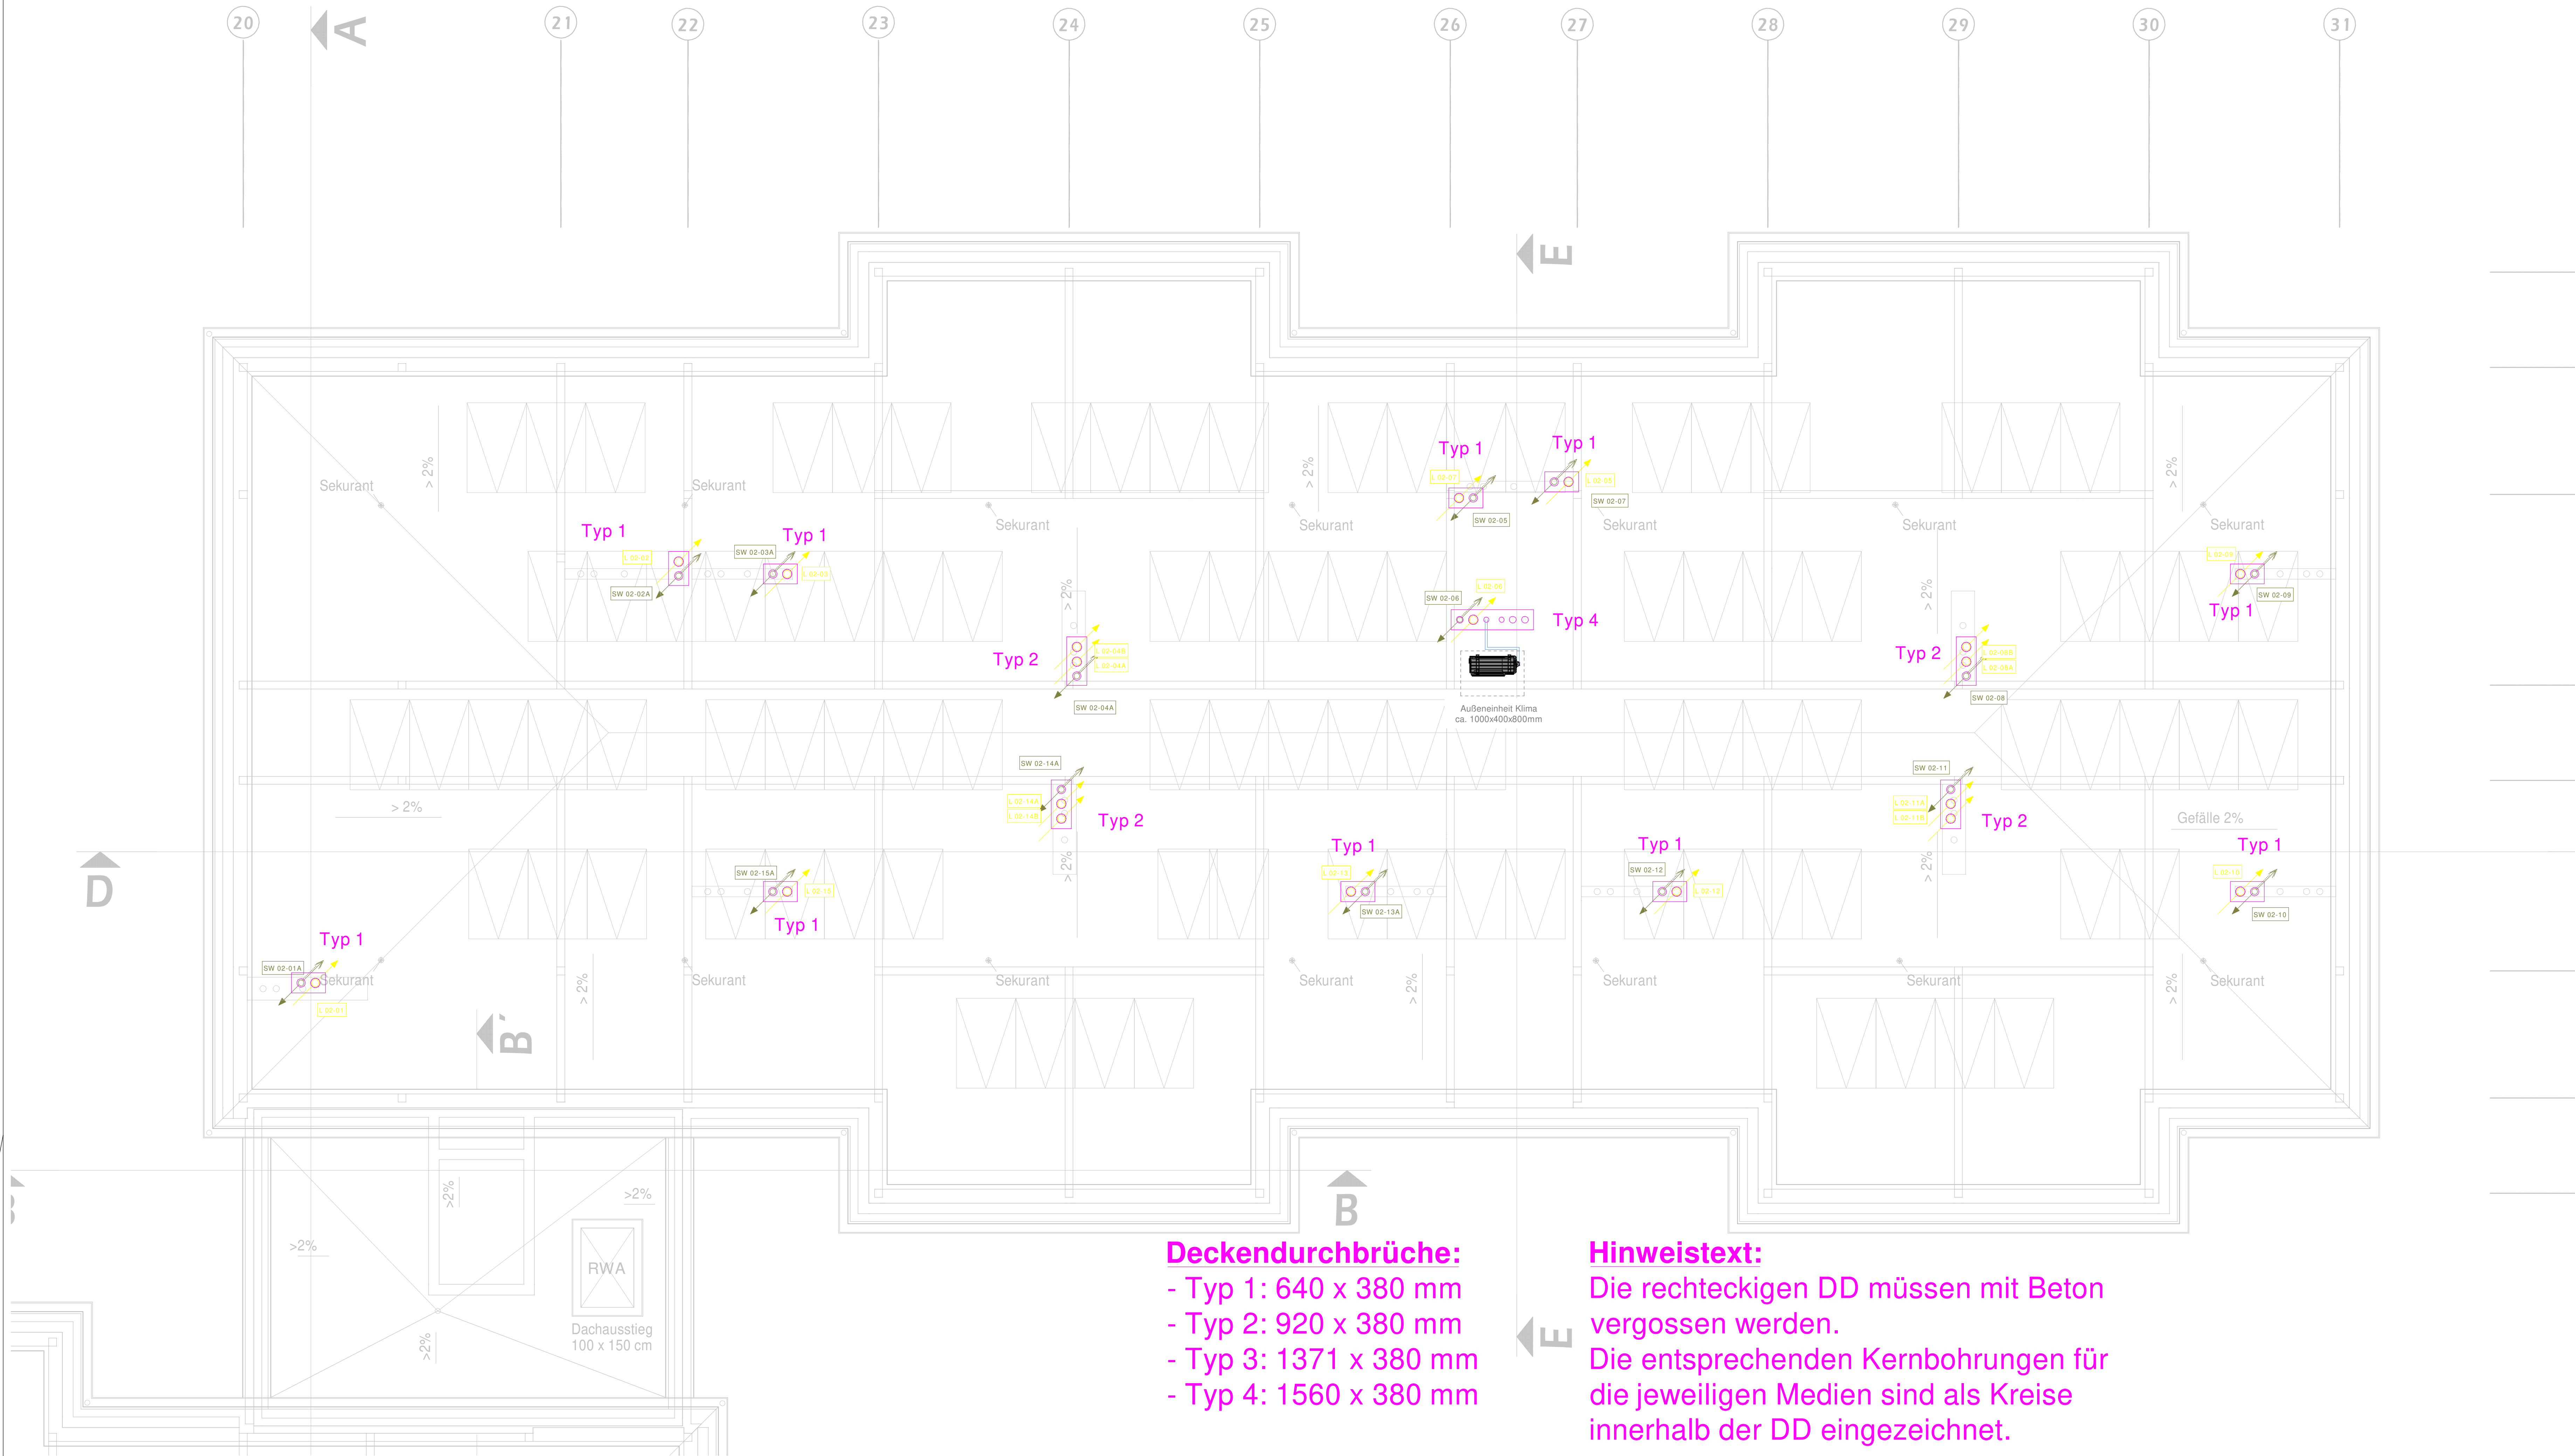 20 21 22 23 24 25 26 27 28 29 30 31
A
E
Typ 1 Typ 1
> 2% > 2% > 2%
Sekurant Sekurant
SW 02-07
SW 02-05
Sekurant Sekurant Sekurant Sekurant Sekurant
Typ 1 Typ 1
SW 02-03A
SW 02-02A
SW 02-09
SW 02-06
> 2% > 2%
Typ 1
Typ 4
Typ 2 Typ 2
SW 02-08
SW 02-04A
Außeneinheit Klima
ca. 1000x400x800mm
SW 02-14A SW 02-11
> 2%
Typ 2 Typ 2
Gefälle 2%
Typ 1 Typ 1 Typ 1
> 2% > 2%
SW 02-15A SW 02-12
D
SW 02-13A SW 02-10
Typ 1
Typ 1
SW 02-01A
Sekurant Sekurant Sekurant Sekurant Sekurant Sekurant Sekurant
> 2% > 2% > 2%
B´
>2% >2%
B
>2%
RWA
Dachausstieg
100 x 150 cm
>2%
E
Deckendurchbrüche:
- Typ 1: 640 x 380 mm
- Typ 2: 920 x 380 mm
- Typ 3: 1371 x 380 mm
- Typ 4: 1560 x 380 mm
Hinweistext:
Die rechteckigen DD müssen mit Beton
vergossen werden.
Die entsprechenden Kernbohrungen für
die jeweiligen Medien sind als Kreise
innerhalb der DD eingezeichnet.